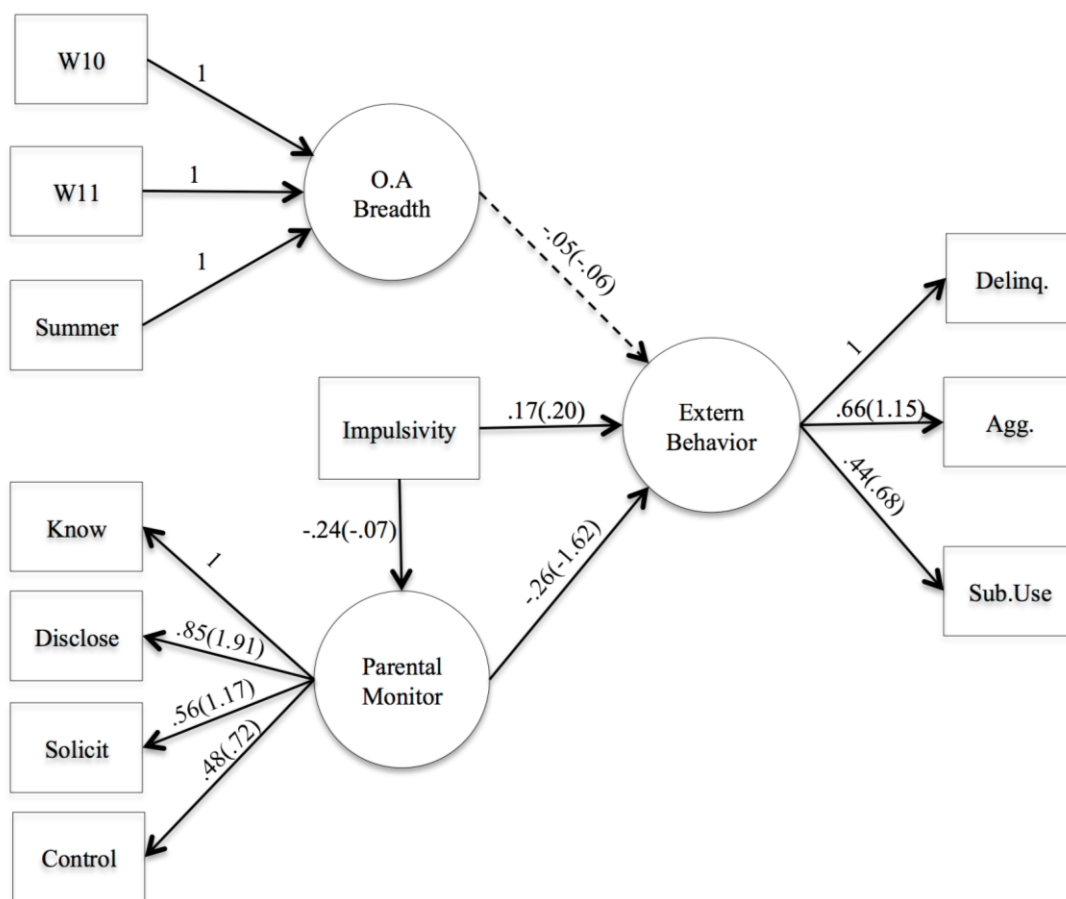 W10
1
W11
1
Summer
1
O.A
Breadth
-.05(-.06)
Impulsivity
.17(.20)
-.24(-.07)
Extern
Behavior
1
.66(1.15)
.44(.68)
Delinq.
Agg.
Sub.Use
Know
1
Disclose
.85(1.91)
Solicit
.56(1.17)
Control
.48(.72)
Parental
Monitor
-.26(-1.62)